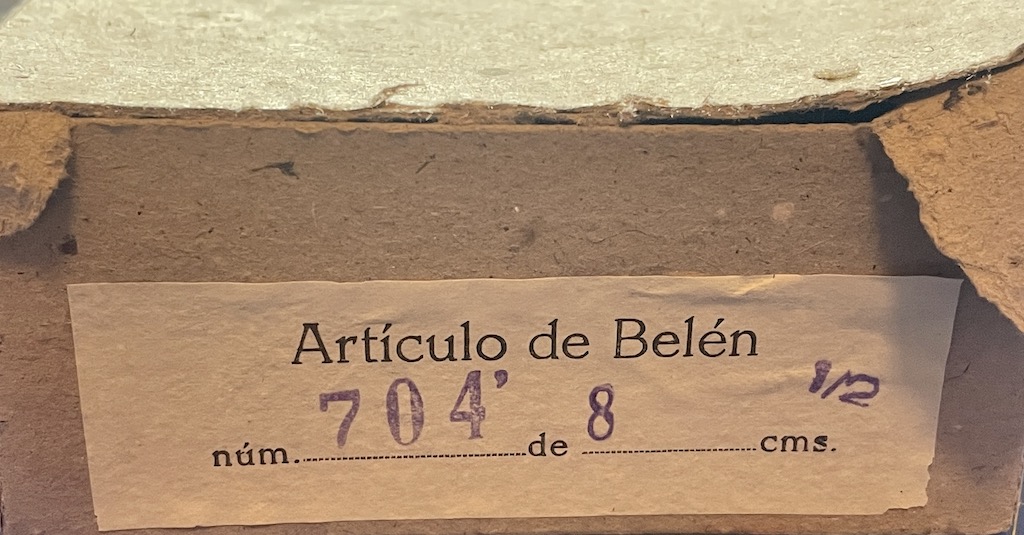 Artículo de Belén
núm. 704' de 8 cms. 1/2